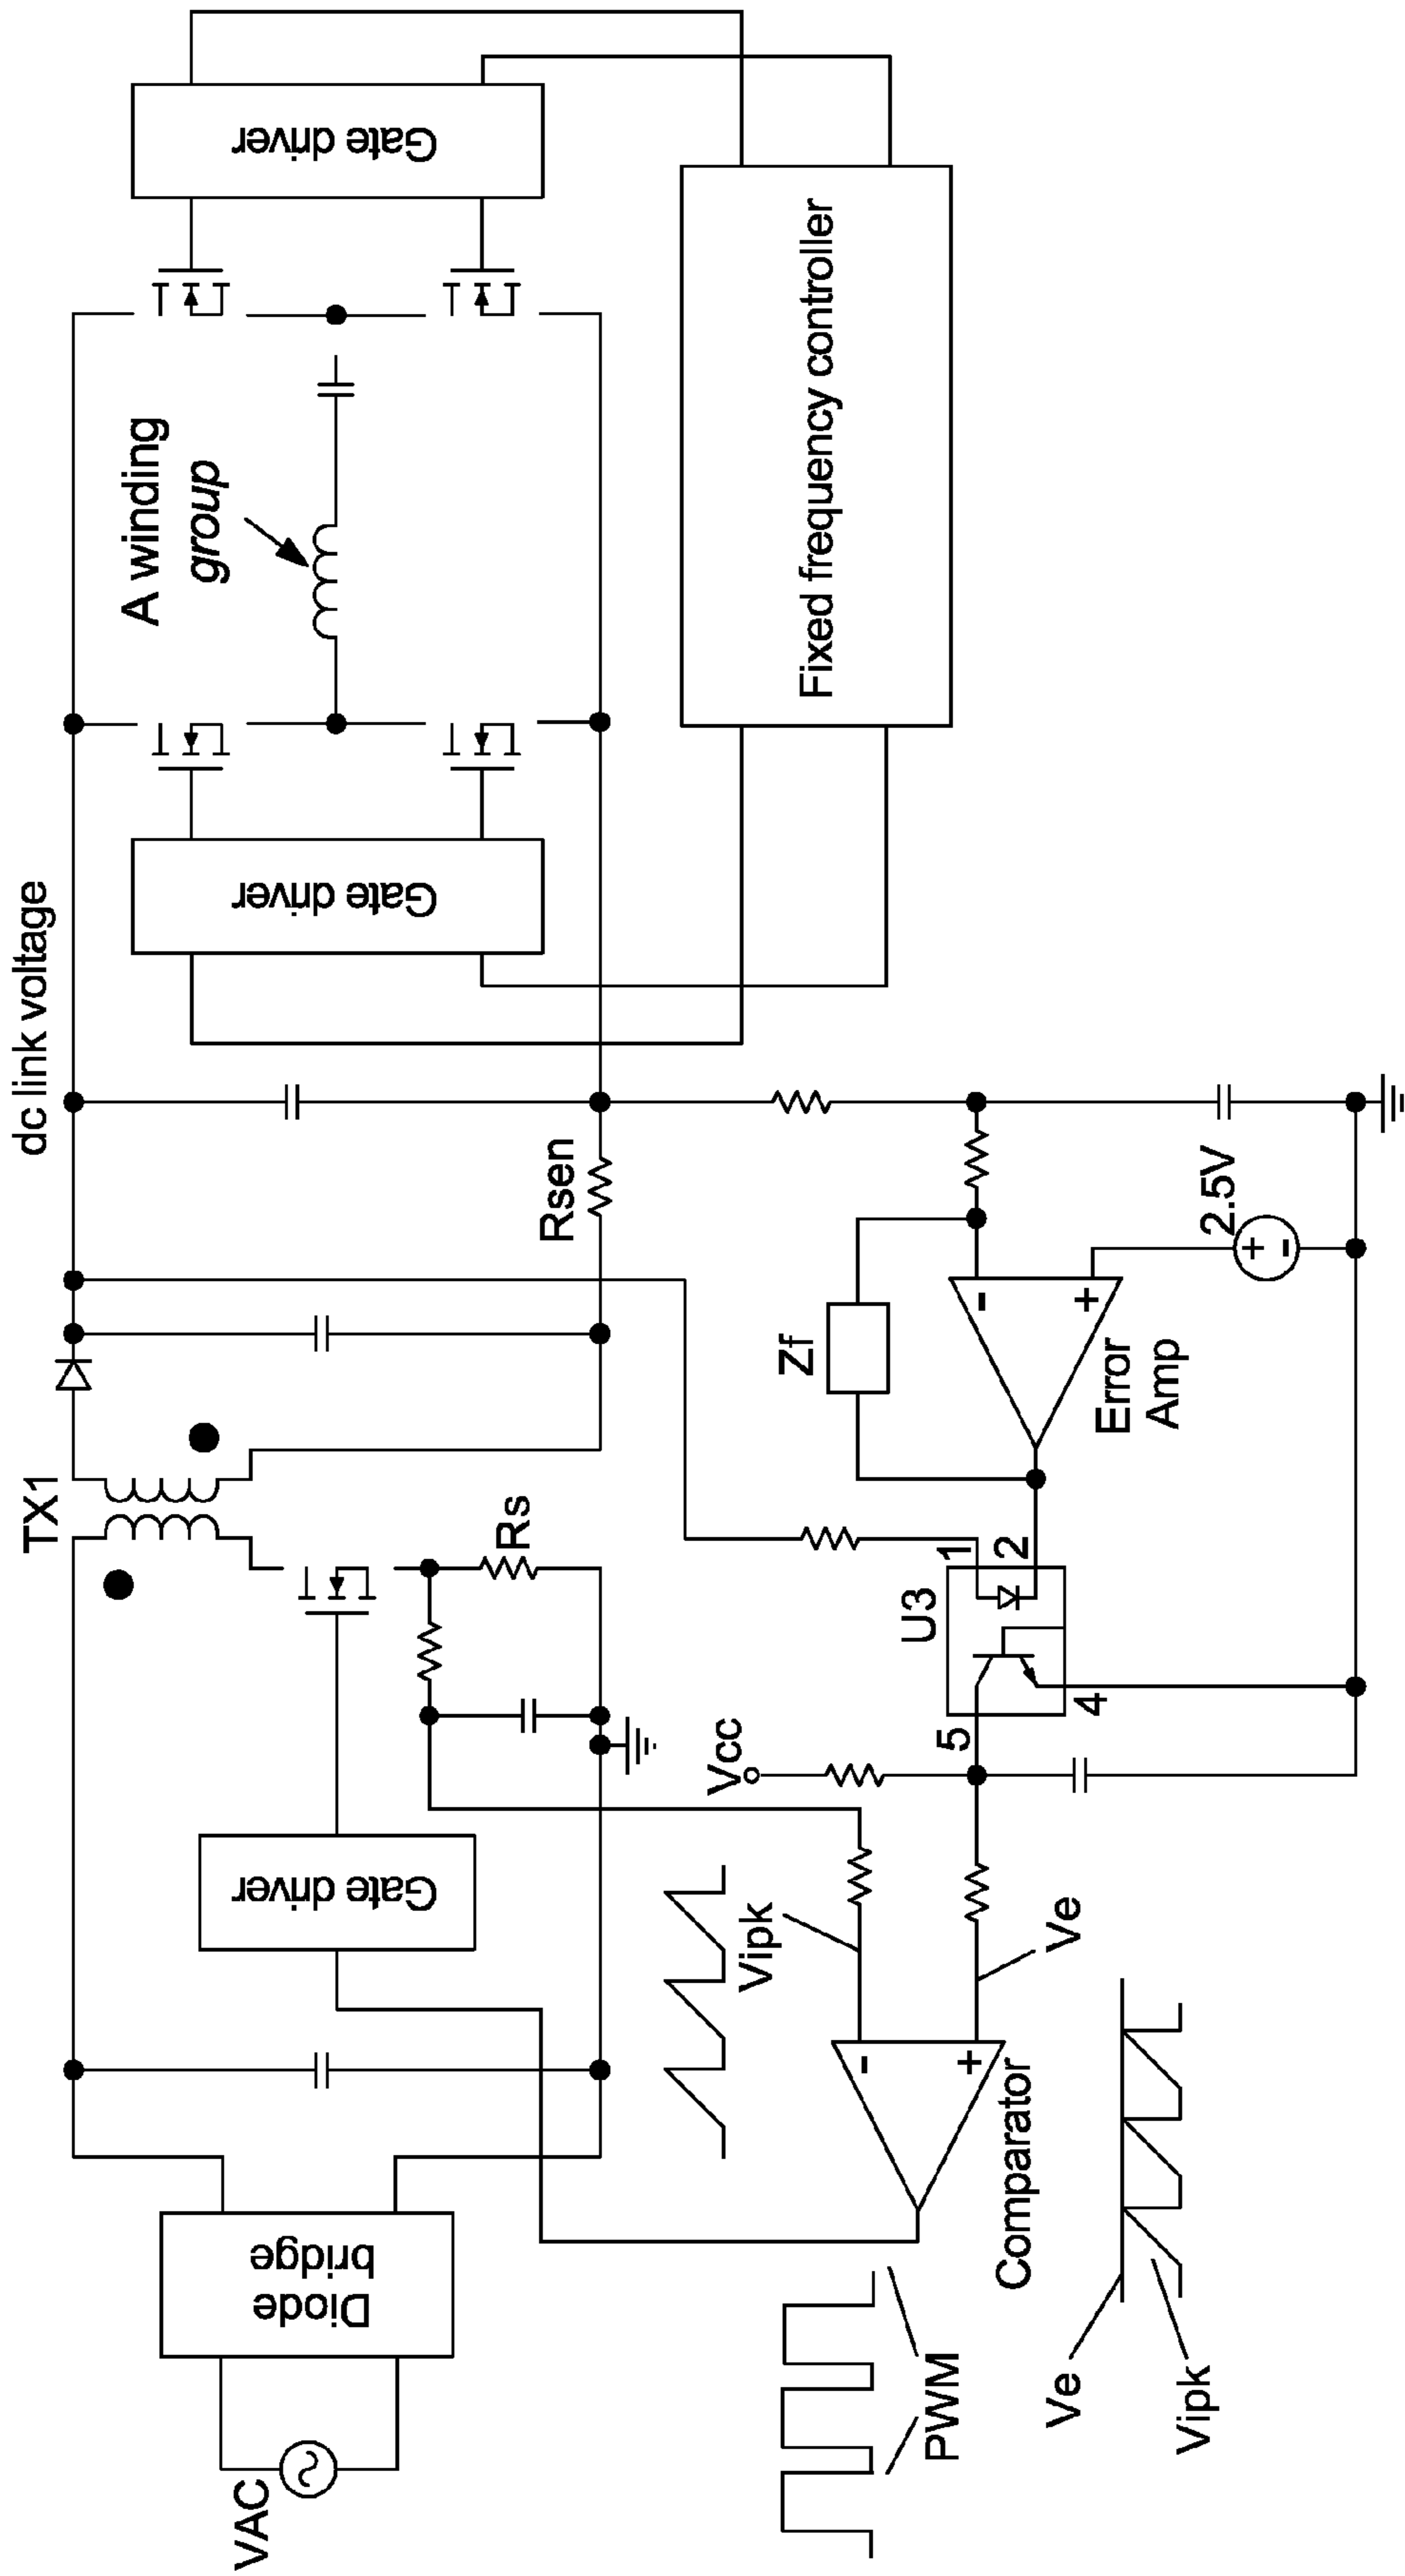 VAC
Diode
bridge
Gate driver
TX1
Rs
dc link voltage
Rsen
Gate driver
A winding
group
Gate driver
Fixed frequency controller
PWM
Vipk
-
+
Comparator
Ve
Vcc
U3
5
4
1
2
Zf
-
+
Error
Amp
2.5V
+
-
Ve
Vipk